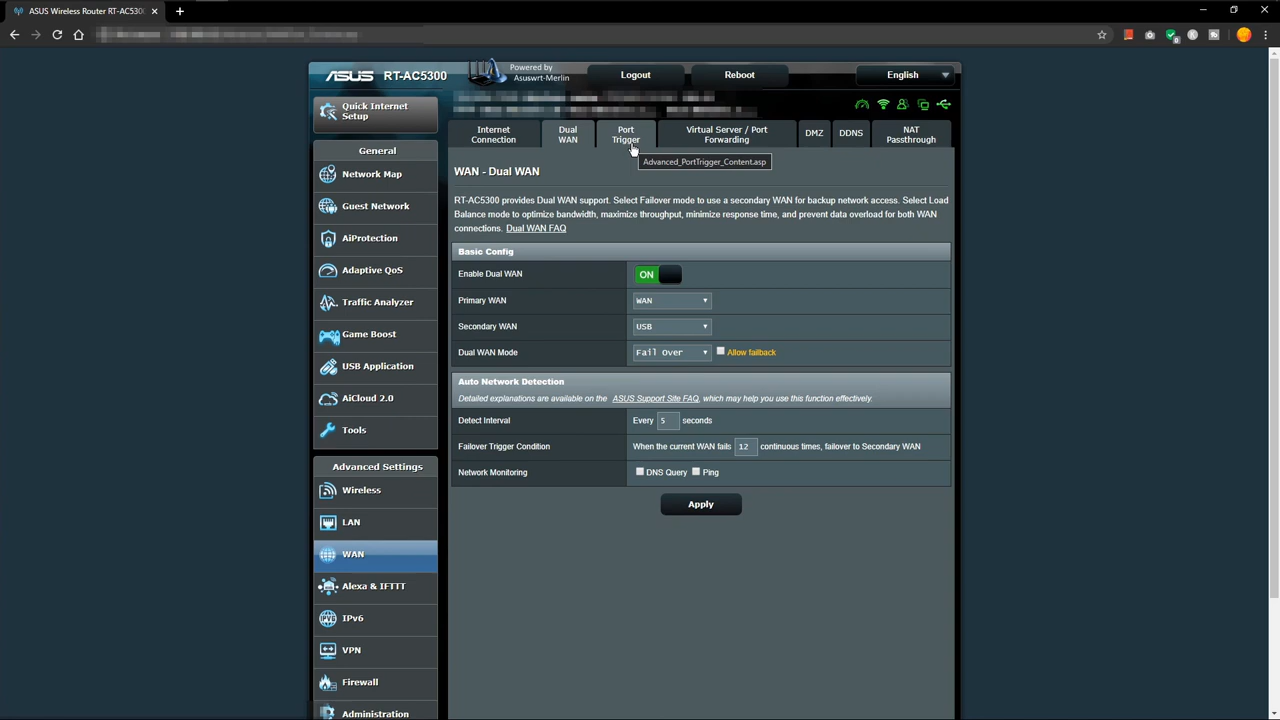 ASUS Wireless Router RT-AC530
ASUS RT-AC5300
Powered by
Asuswrt-Merlin
Logout
Reboot
English
Quick Internet
Setup
General
Network Map
Guest Network
AiProtection
Adaptive QoS
Traffic Analyzer
Game Boost
USB Application
AiCloud 2.0
Tools
Advanced Settings
Wireless
LAN
WAN
Alexa & IFTTT
IPv6
VPN
Firewall
Administration
Internet
Connection
Dual
WAN
Port
Trigger
Virtual Server / Port
Forwarding
DMZ
DDNS
NAT
Passthrough
Advanced_PortTrigger_Content.asp
WAN - Dual WAN
RT-AC5300 provides Dual WAN support. Select Failover mode to use a secondary WAN for backup network access. Select Load
Balance mode to optimize bandwidth, maximize throughput, minimize response time, and prevent data overload for both WAN
connections. Dual WAN FAQ
Basic Config
Enable Dual WAN ON
Primary WAN WAN
Secondary WAN USB
Dual WAN Mode Fail Over Allow failback
Auto Network Detection
Detailed explanations are available on the ASUS Support Site FAQ, which may help you use this function effectively.
Detect Interval Every 5 seconds
Failover Trigger Condition When the current WAN fails 12 continuous times, failover to Secondary WAN
Network Monitoring DNS Query Ping
Apply